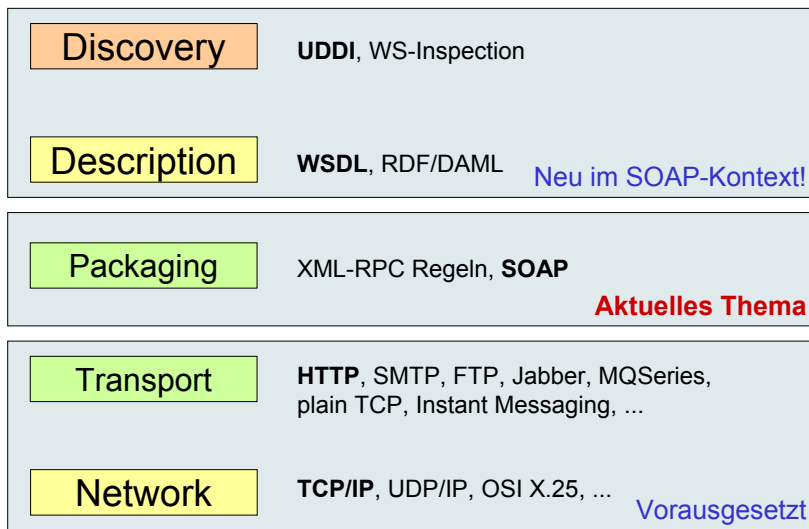 Discovery
UDDI, WS-Inspection
Description
WSDL, RDF/DAML
Neu im SOAP-Kontext!
Packaging
XML-RPC Regeln, SOAP
Aktuelles Thema
Transport
HTTP, SMTP, FTP, Jabber, MQSeries,
plain TCP, Instant Messaging, ...
Network
TCP/IP, UDP/IP, OSI X.25, ...
Vorausgesetzt